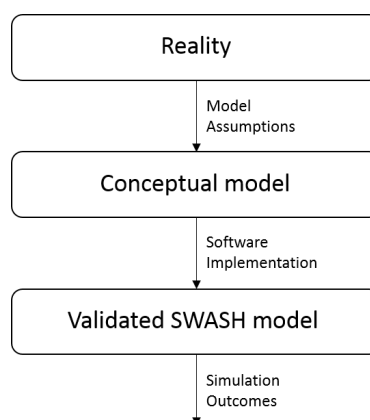 Reality
Model
Assumptions
Conceptual model
Software
Implementation
Validated SWASH model
Simulation
Outcomes